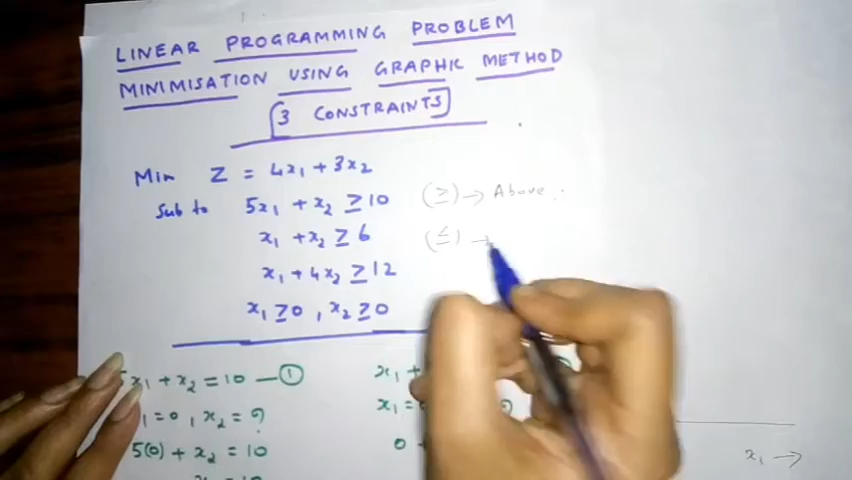 LINEAR PROGRAMMING PROBLEM
MINIMISATION USING GRAPHIC METHOD
[3 CONSTRAINTS]
Min Z = 4x₁ + 3x₂
Sub to 5x₁ + x₂ ≥ 10 (≥) → Above
x₁ + x₂ ≥ 6 (≤) →
x₁ + 4x₂ ≥ 12
x₁ ≥ 0, x₂ ≥ 0
5x₁ + x₂ = 10 — ①
x₁ +
x₁ = 0, x₂ = ?
x₁ =
5(0) + x₂ = 10
0 +
x₁ →